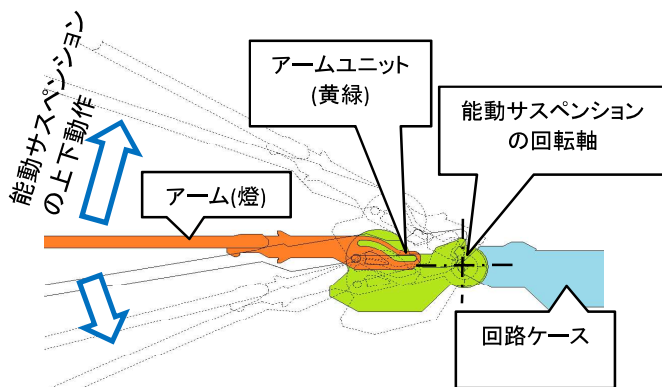 能動サスペンション
の上下動作
アームユニット
(黄緑)
能動サスペンション
の回転軸
アーム(燈)
回路ケース